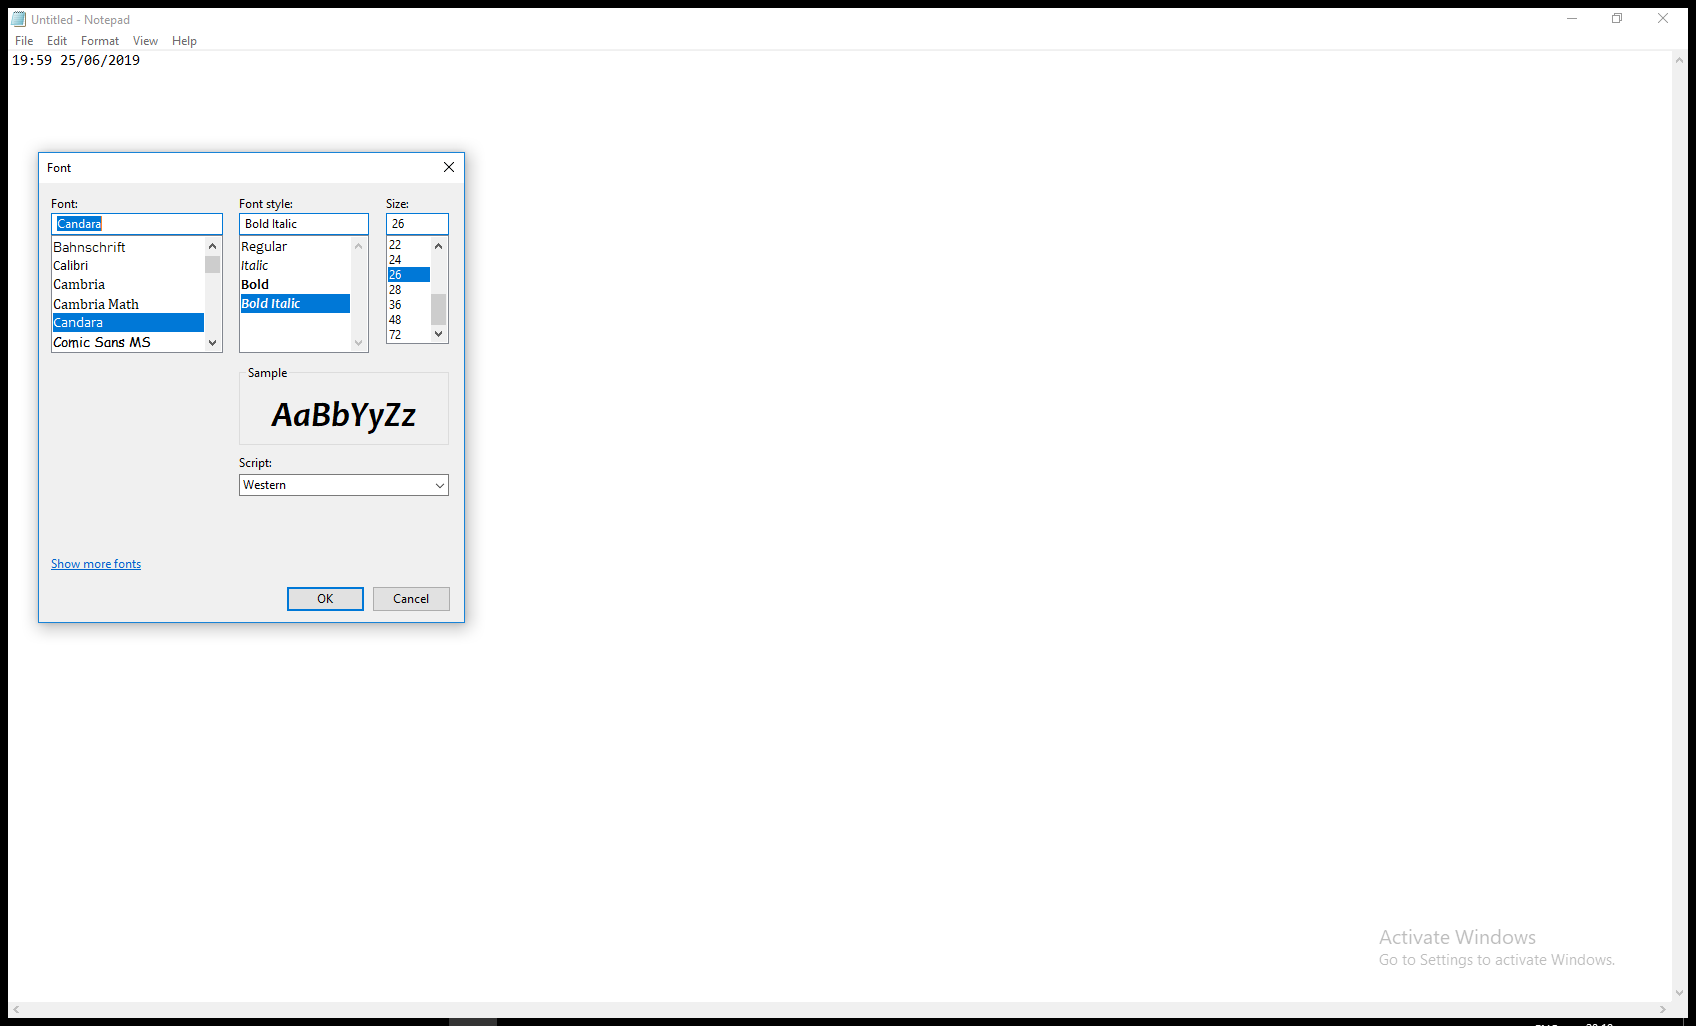 Untitled - Notepad
File Edit Format View Help
19:59 25/06/2019
Font
Font:
Candara
Bahnschrift
Calibri
Cambria
Cambria Math
Candara
Comic Sans MS
Font style:
Bold Italic
Regular
Italic
Bold
Bold Italic
Size:
26
22
24
26
28
36
48
72
Sample
AaBbYyZz
Script:
Western
Show more fonts
OK Cancel
Activate Windows
Go to Settings to activate Windows.